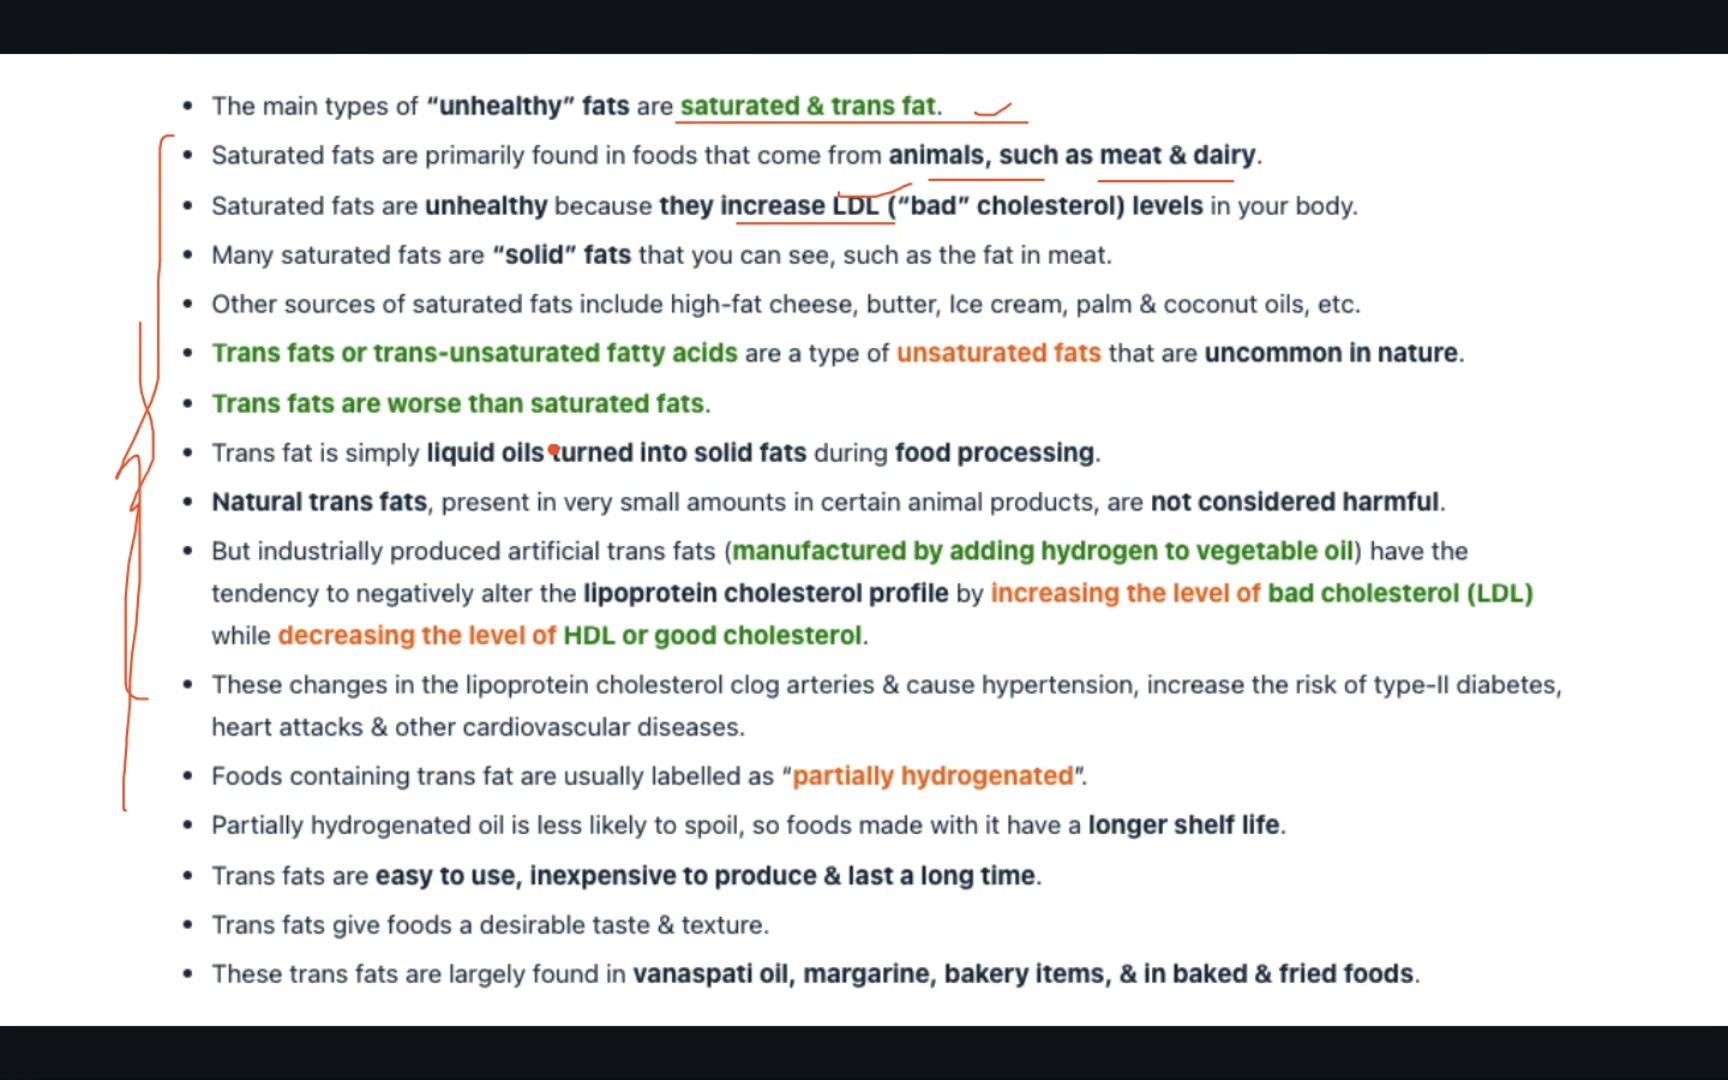 • The main types of “unhealthy” fats are saturated & trans fat.
• Saturated fats are primarily found in foods that come from animals, such as meat & dairy.
• Saturated fats are unhealthy because they increase LDL (“bad” cholesterol) levels in your body.
• Many saturated fats are “solid” fats that you can see, such as the fat in meat.
• Other sources of saturated fats include high-fat cheese, butter, Ice cream, palm & coconut oils, etc.
• Trans fats or trans-unsaturated fatty acids are a type of unsaturated fats that are uncommon in nature.
• Trans fats are worse than saturated fats.
• Trans fat is simply liquid oils turned into solid fats during food processing.
• Natural trans fats, present in very small amounts in certain animal products, are not considered harmful.
• But industrially produced artificial trans fats (manufactured by adding hydrogen to vegetable oil) have the
tendency to negatively alter the lipoprotein cholesterol profile by increasing the level of bad cholesterol (LDL)
while decreasing the level of HDL or good cholesterol.
• These changes in the lipoprotein cholesterol clog arteries & cause hypertension, increase the risk of type-II diabetes,
heart attacks & other cardiovascular diseases.
• Foods containing trans fat are usually labelled as “partially hydrogenated”.
• Partially hydrogenated oil is less likely to spoil, so foods made with it have a longer shelf life.
• Trans fats are easy to use, inexpensive to produce & last a long time.
• Trans fats give foods a desirable taste & texture.
• These trans fats are largely found in vanaspati oil, margarine, bakery items, & in baked & fried foods.